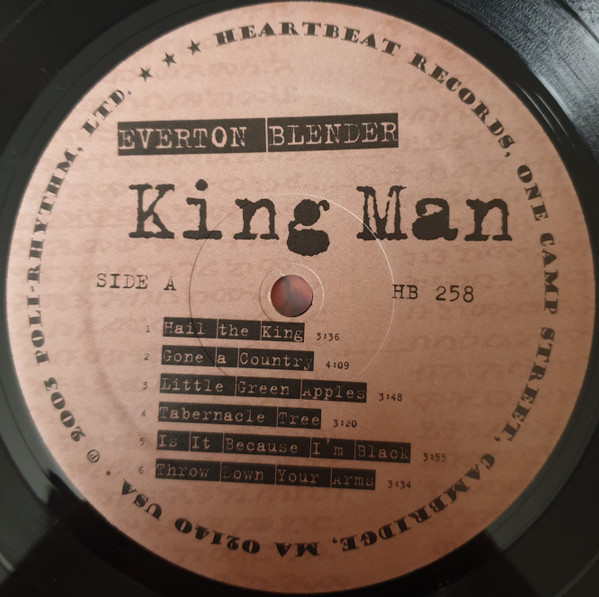 ★ ★ ★ HEARTBEAT RECORDS, ONE CAMP STREET, CAMBRIDGE, MA 02140 USA • ℗ 2003 FOLI-RHYTHM, LTD.
EVERTON BLENDER
King Man
SIDE A HB 258
1 Hail the King 3:36
2 Gone a Country 4:09
3 Little Green Apples 3:48
4 Tabernacle Tree 3:20
5 Is It Because I'm Black 3:55
6 Throw Down Your Arms 3:34